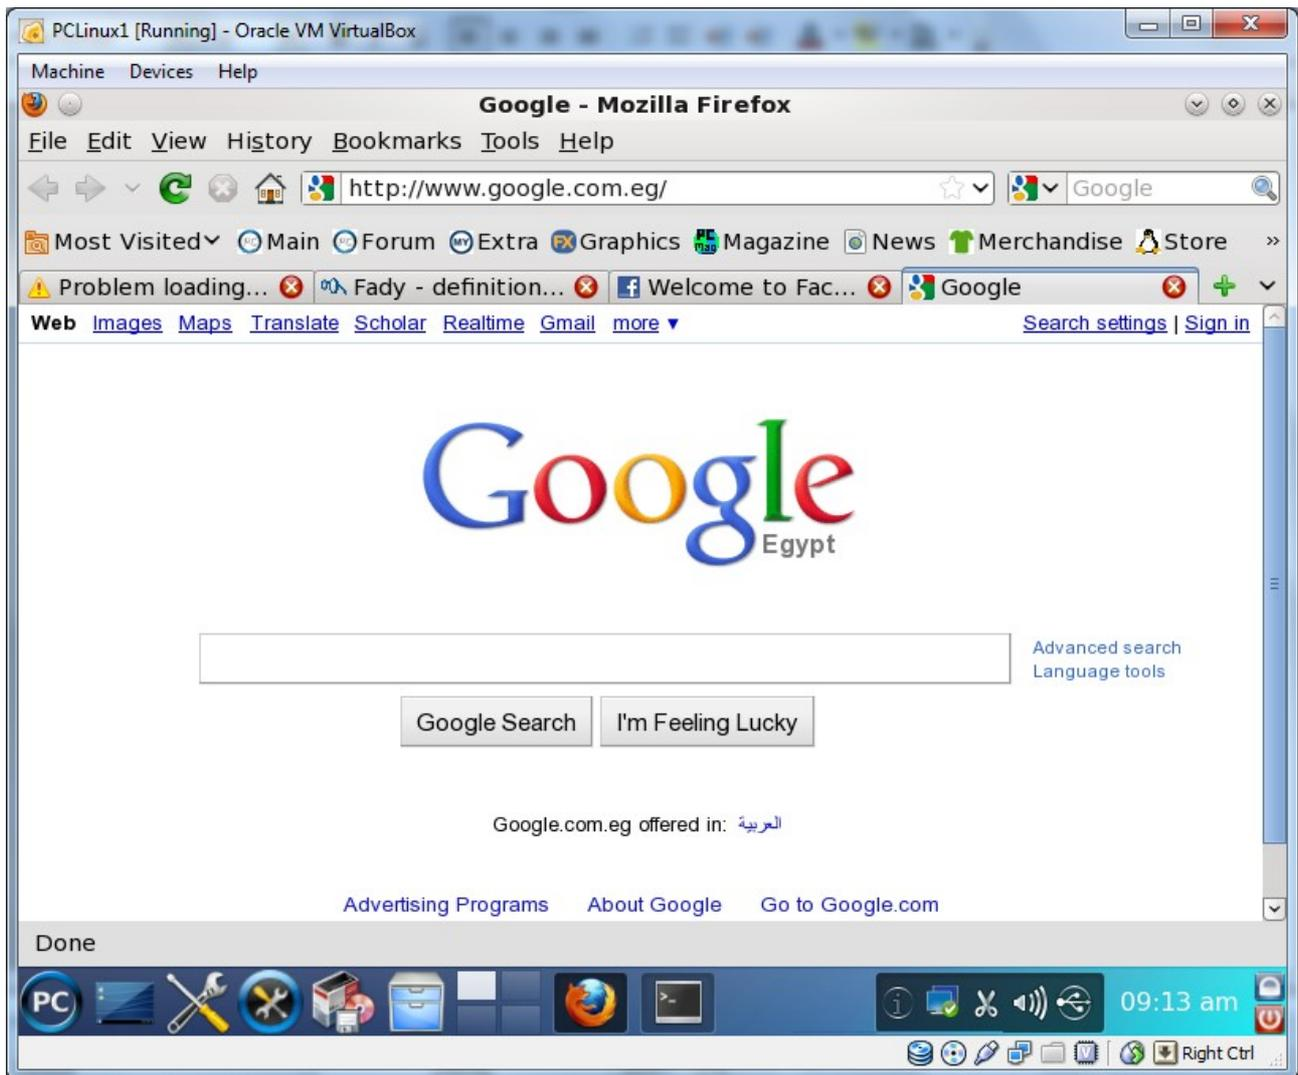 PCLinux1 [Running] - Oracle VM VirtualBox
Machine Devices Help
Google - Mozilla Firefox
File Edit View History Bookmarks Tools Help
http://www.google.com.eg/ Google
Most Visited Main Forum Extra Graphics Magazine News Merchandise Store »
Problem loading... Fady - definition... Welcome to Fac... Google
Web Images Maps Translate Scholar Realtime Gmail more ▼ Search settings | Sign in
Google
Egypt
Advanced search
Language tools
Google Search I'm Feeling Lucky
Google.com.eg offered in: العربية
Advertising Programs About Google Go to Google.com
Done
PC 09:13 am
Right Ctrl